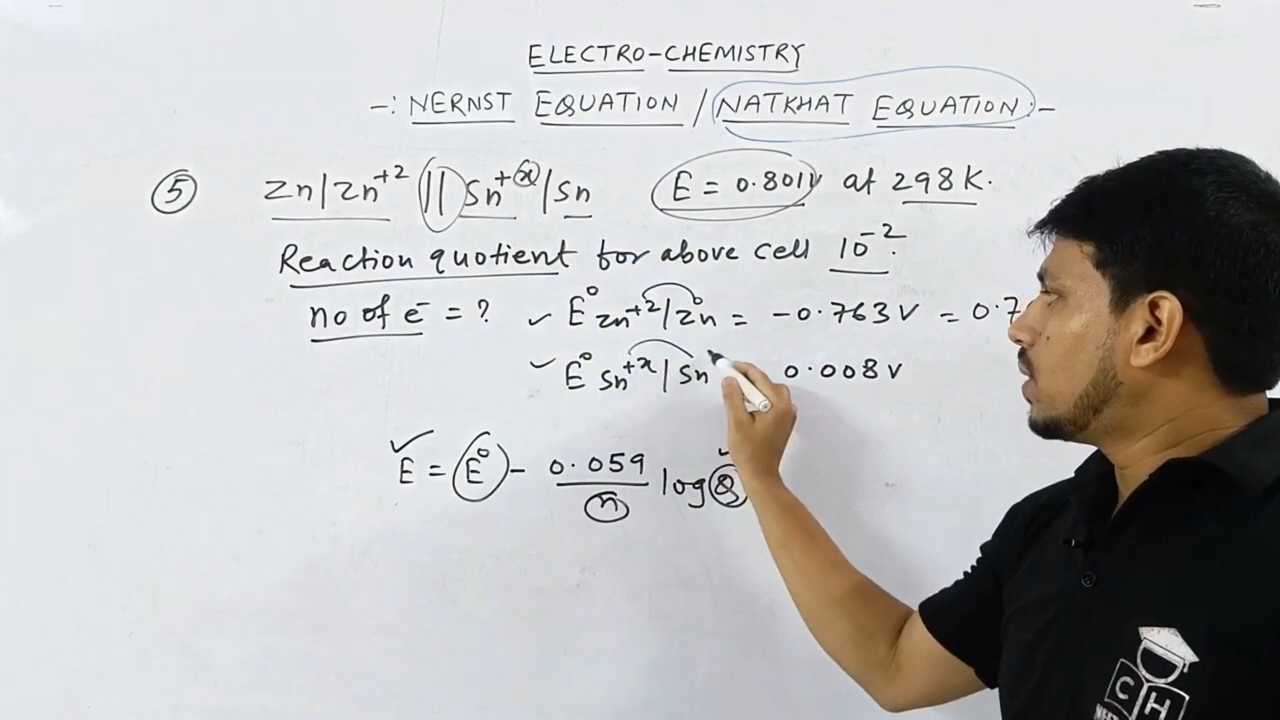 ELECTRO-CHEMISTRY
-: NERNST EQUATION / NATKHAT EQUATION :-
⑤ Zn/Zn⁺² || Sn⁺ˣ/Sn E = 0.801V at 298K.
Reaction quotient for above cell 10⁻².
no of e⁻ = ? ✓ E° Zn⁺²/Zn = -0.763V = 0.7
✓ E° Sn⁺ˣ/Sn 0.008V
✓ E = E° - 0.059/n log Q
C H